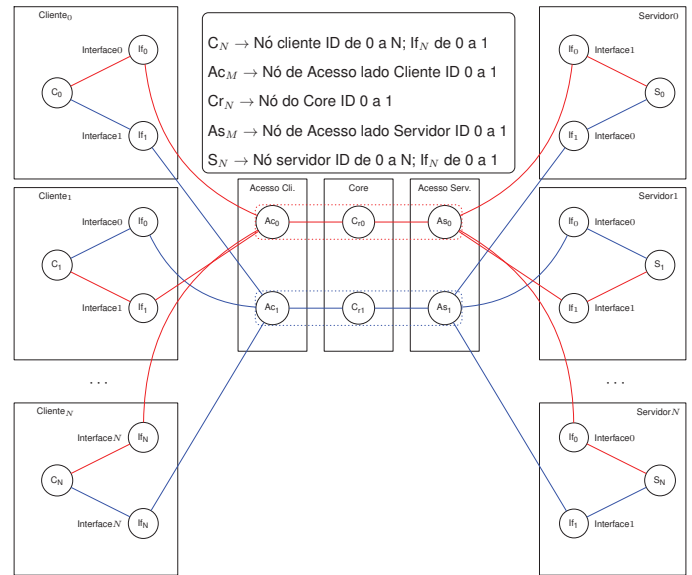 Cliente0
Interface0
If0
C0
Interface1
If1
C_N → Nó cliente ID de 0 a N; If_N de 0 a 1
Ac_M → Nó de Acesso lado Cliente ID 0 a 1
Cr_N → Nó do Core ID 0 a 1
As_M → Nó de Acesso lado Servidor ID 0 a 1
S_N → Nó servidor ID de 0 a N; If_N de 0 a 1
Servidor0
If0
Interface1
S0
If1
Interface0
Acesso Cli.
Core
Acesso Serv.
Ac0
Cr0
As0
Ac1
Cr1
As1
Cliente1
Interface0
If0
C1
Interface1
If1
Servidor1
If0
Interface0
S1
If1
Interface1
. . .
. . .
ClienteN
InterfaceN
IfN
CN
InterfaceN
IfN
ServidorN
If0
Interface0
SN
If1
Interface1